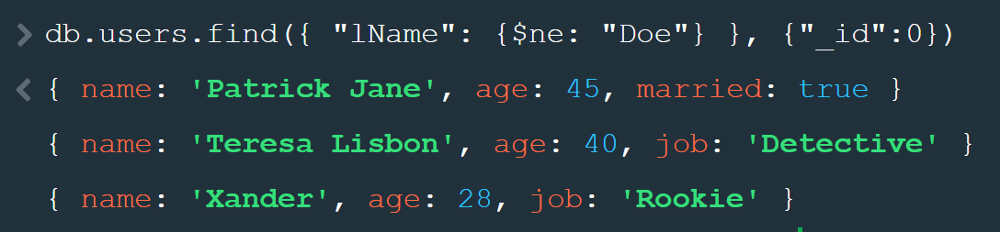 > db.users.find({ "lName": {$ne: "Doe"} }, {"_id":0})
< { name: 'Patrick Jane', age: 45, married: true }
{ name: 'Teresa Lisbon', age: 40, job: 'Detective' }
{ name: 'Xander', age: 28, job: 'Rookie' }